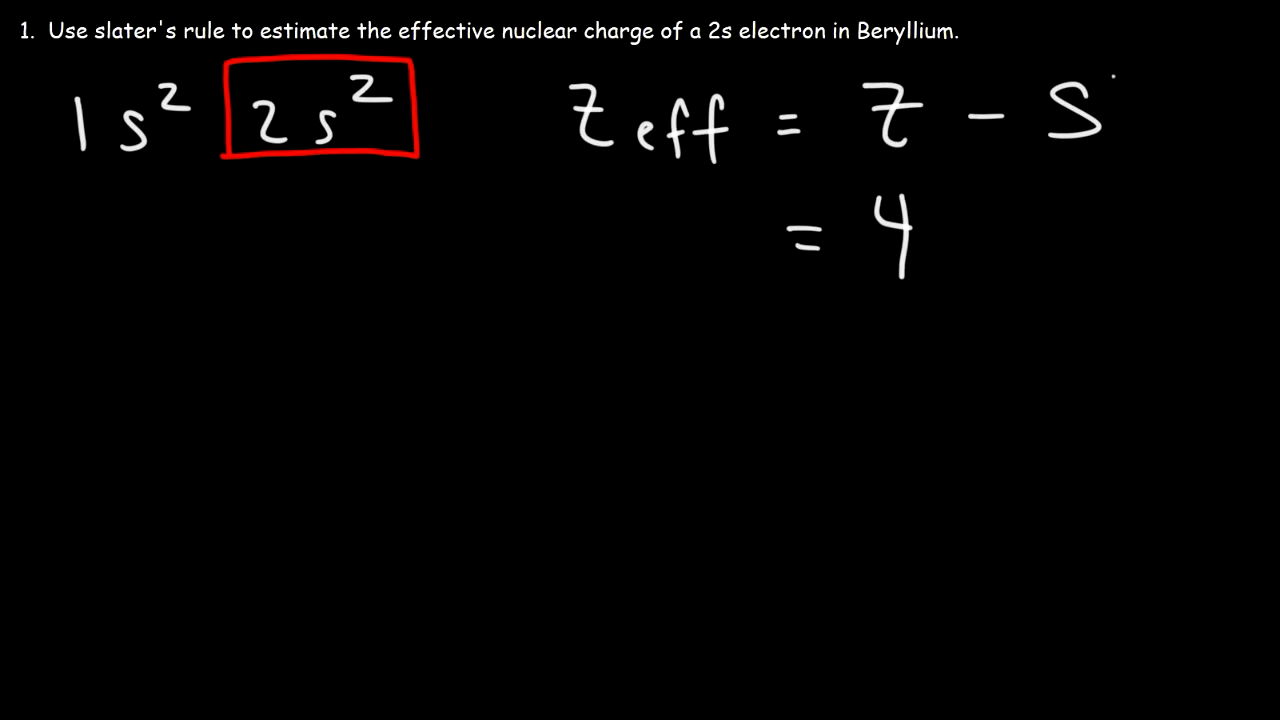 1. Use slater's rule to estimate the effective nuclear charge of a 2s electron in Beryllium.
1s² 2s² Zeff = Z - S
= 4